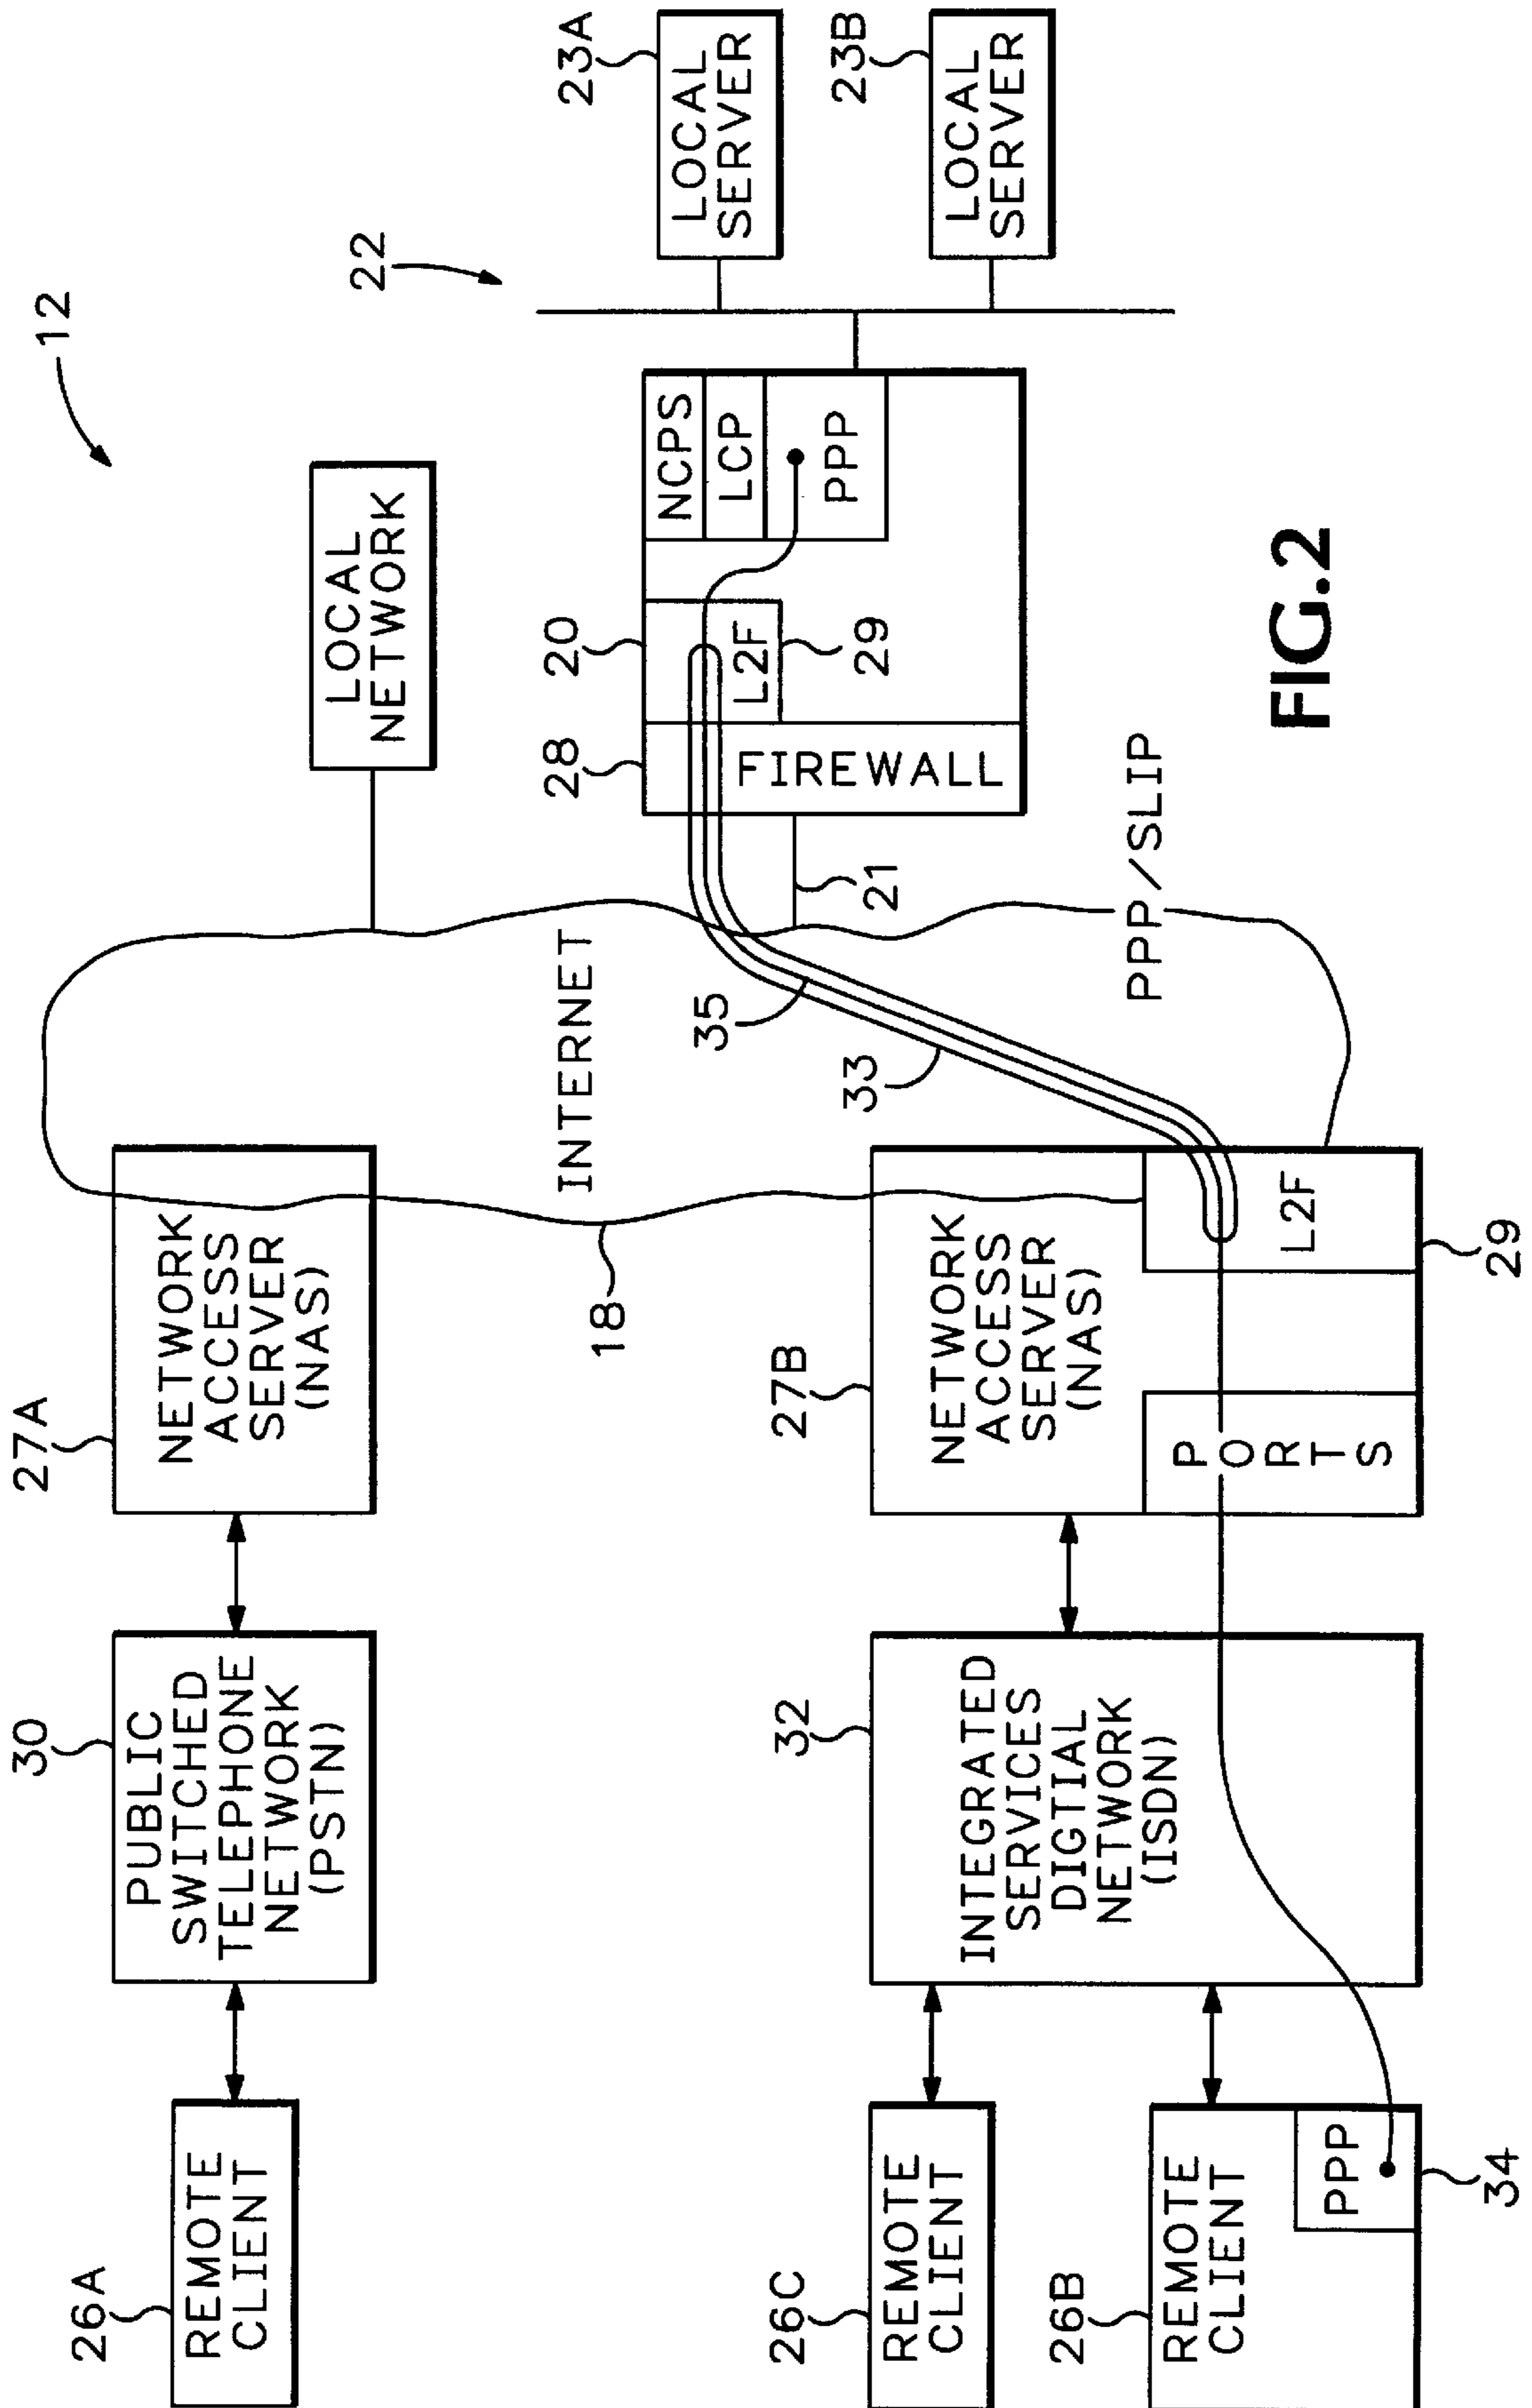 12
27A
30
26A
PUBLIC
SWITCHED
TELEPHONE
NETWORK
(PSTN)
NETWORK
ACCESS
SERVER
(NAS)
REMOTE
CLIENT
LOCAL
NETWORK
22
23A
LOCAL
SERVER
23B
LOCAL
SERVER
INTERNET
18
28
20
NCPS
LCP
PPP
L2F
29
FIREWALL
21
35
33
PPP/SLIP
26C
REMOTE
CLIENT
32
INTEGRATED
SERVICES
DIGTIAL
NETWORK
(ISDN)
27B
NETWORK
ACCESS
SERVER
(NAS)
PORTS
L2F
29
26B
REMOTE
CLIENT
PPP
34
FIG.2